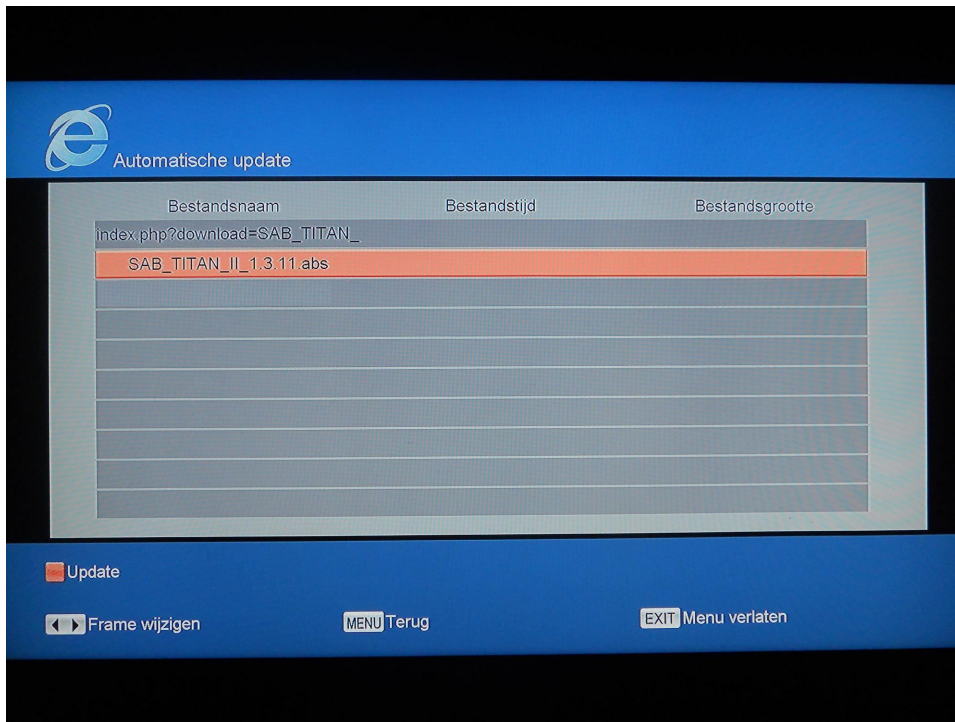 Automatische update
Bestandsnaam Bestandstijd Bestandsgrootte
index.php?download=SAB_TITAN_
SAB_TITAN_II_1.3.11.abs
Update
Frame wijzigen MENU Terug EXIT Menu verlaten